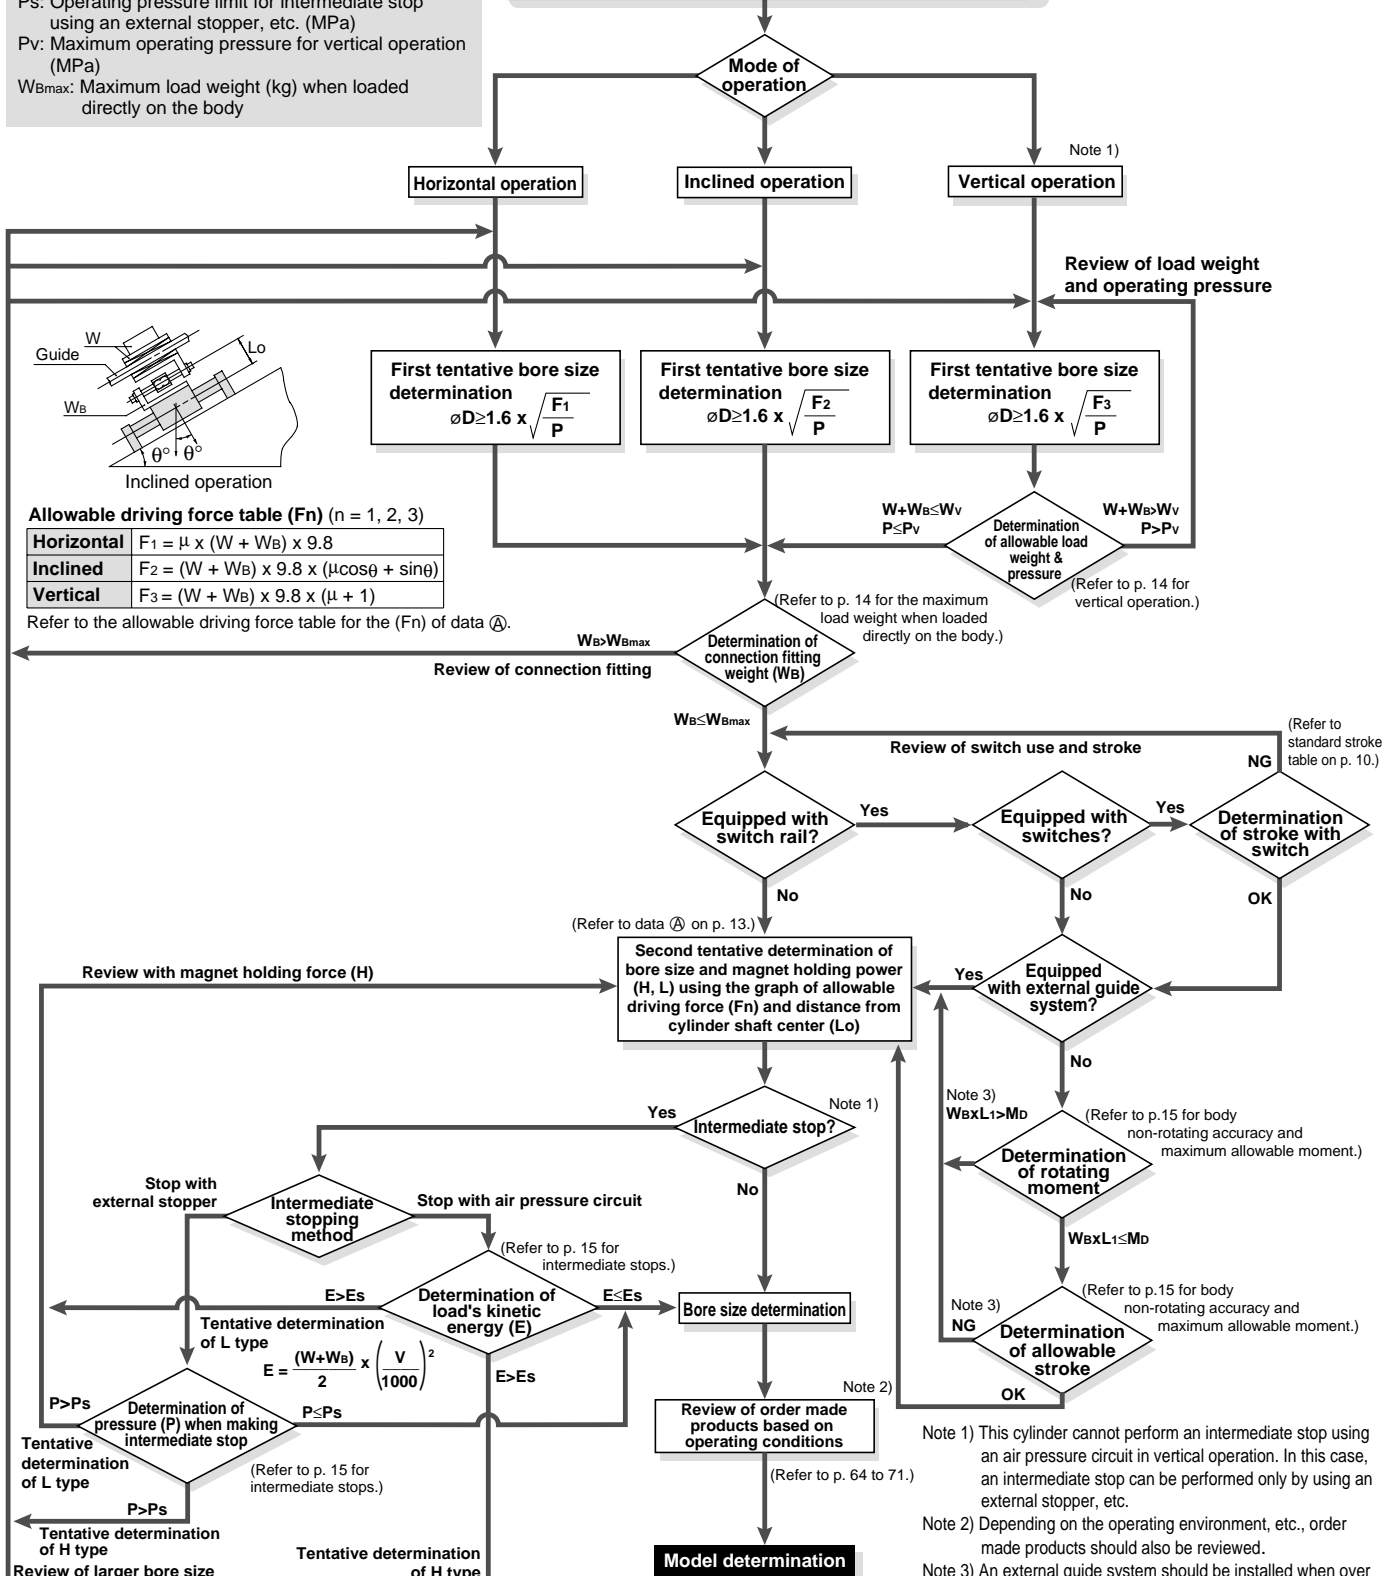 Ps: Operating pressure limit for intermediate stop
using an external stopper, etc. (MPa)
Pv: Maximum operating pressure for vertical operation
(MPa)
WBmax: Maximum load weight (kg) when loaded
directly on the body
Mode of
operation
Note 1)
Horizontal operation
Inclined operation
Vertical operation
Review of load weight
and operating pressure
W
Guide
Lo
WB
θ°
θ°
Inclined operation
First tentative bore size
determination
øD≥1.6 x √F1/P
First tentative bore size
determination
øD≥1.6 x √F2/P
First tentative bore size
determination
øD≥1.6 x √F3/P
Allowable driving force table (Fn) (n = 1, 2, 3)
Horizontal F1 = μ x (W + WB) x 9.8
Inclined F2 = (W + WB) x 9.8 x (μcosθ + sinθ)
Vertical F3 = (W + WB) x 9.8 x (μ + 1)
Refer to the allowable driving force table for the (Fn) of data Ⓐ.
W+WB≤WV
P≤PV
Determination
of allowable load
weight &
pressure
W+WB>WV
P>PV
(Refer to p. 14 for
vertical operation.)
(Refer to p. 14 for the maximum
load weight when loaded
directly on the body.)
WB>WBmax
Review of connection fitting
Determination of
connection fitting
weight (WB)
WB≤WBmax
Review of switch use and stroke
(Refer to
standard stroke
table on p. 10.)
NG
Equipped with
switch rail?
Yes
Equipped with
switches?
Yes
Determination
of stroke with
switch
No
No
OK
(Refer to data Ⓐ on p. 13.)
Review with magnet holding force (H)
Second tentative determination of
bore size and magnet holding power
(H, L) using the graph of allowable
driving force (Fn) and distance from
cylinder shaft center (Lo)
Yes
Equipped
with external guide
system?
No
Note 3)
WBxL1>MD
(Refer to p.15 for body
non-rotating accuracy and
maximum allowable moment.)
Determination
of rotating
moment
WBxL1≤MD
Note 1)
Yes
Intermediate stop?
No
Stop with
external stopper
Intermediate
stopping
method
Stop with air pressure circuit
(Refer to p. 15 for
intermediate stops.)
E>Es
Determination of
load's kinetic
energy (E)
E≤Es
Bore size determination
(Refer to p.15 for body
non-rotating accuracy and
maximum allowable moment.)
Note 3)
NG
Determination
of allowable
stroke
OK
Tentative determination
of L type
E = (W+WB)/2 x (V/1000)²
E>Es
P>Ps
Determination of
pressure (P) when making
intermediate stop
P≤Ps
Tentative
determination
of L type
(Refer to p. 15 for
intermediate stops.)
P>Ps
Tentative determination
of H type
Review of larger bore size
Tentative determination
of H type
Note 2)
Review of order made
products based on
operating conditions
(Refer to p. 64 to 71.)
Model determination
Note 1) This cylinder cannot perform an intermediate stop using
an air pressure circuit in vertical operation. In this case,
an intermediate stop can be performed only by using an
external stopper, etc.
Note 2) Depending on the operating environment, etc., order
made products should also be reviewed.
Note 3) An external guide system should be installed when over